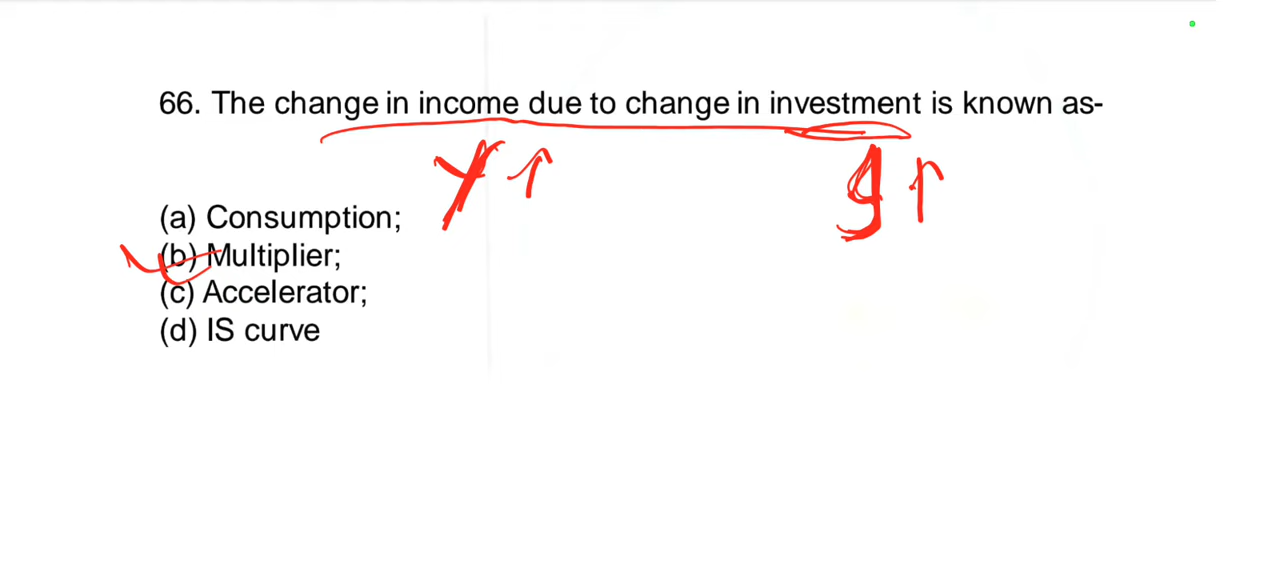 66. The change in income due to change in investment is known as-
Y ↑ I ↑
(a) Consumption;
(b) Multiplier;
(c) Accelerator;
(d) IS curve